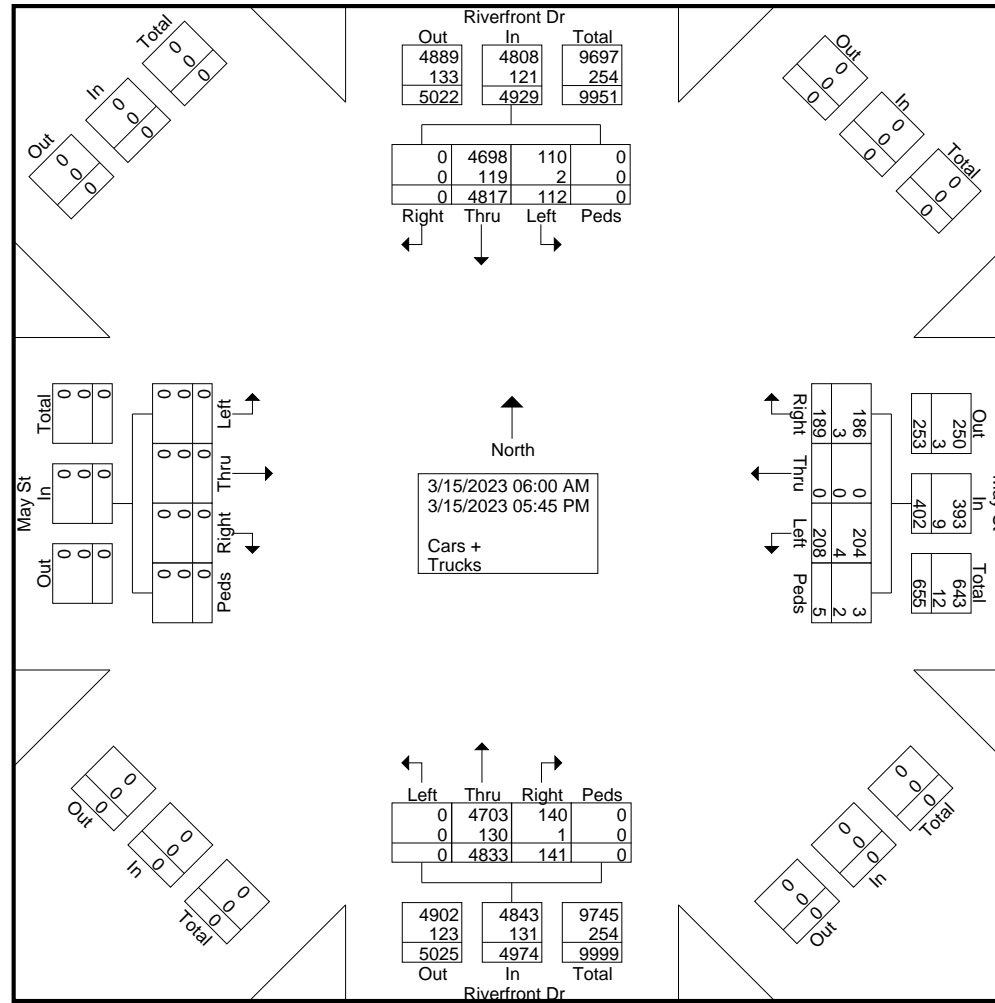 Riverfront Dr
Out In Total
4889 4808 9697
133 121 254
5022 4929 9951
0 4698 110 0
0 119 2 0
0 4817 112 0
Right Thru Left Peds
Total
0
0
0
In
0
0
0
Out
0
0
0
Out
0
0
0
In
0
0
0
Total
0
0
0
May St
Total In Out
0 0 0
0 0 0
0 0 0
0 0 0 0
0 0 0 0
0 0 0 0
Left Thru Right Peds
North
3/15/2023 06:00 AM
3/15/2023 05:45 PM
Cars +
Trucks
Right Thru Left Peds
186 0 204 3
3 0 4 2
189 0 208 5
Out In Total
250 393 643
3 9 12
253 402 655
May St
Left Thru Right Peds
0 4703 140 0
0 130 1 0
0 4833 141 0
4902 4843 9745
123 131 254
5025 4974 9999
Out In Total
Riverfront Dr
0
0
0
Out
0
0
0
In
0
0
0
Total
0
0
0
Total
0
0
0
In
0
0
0
Out